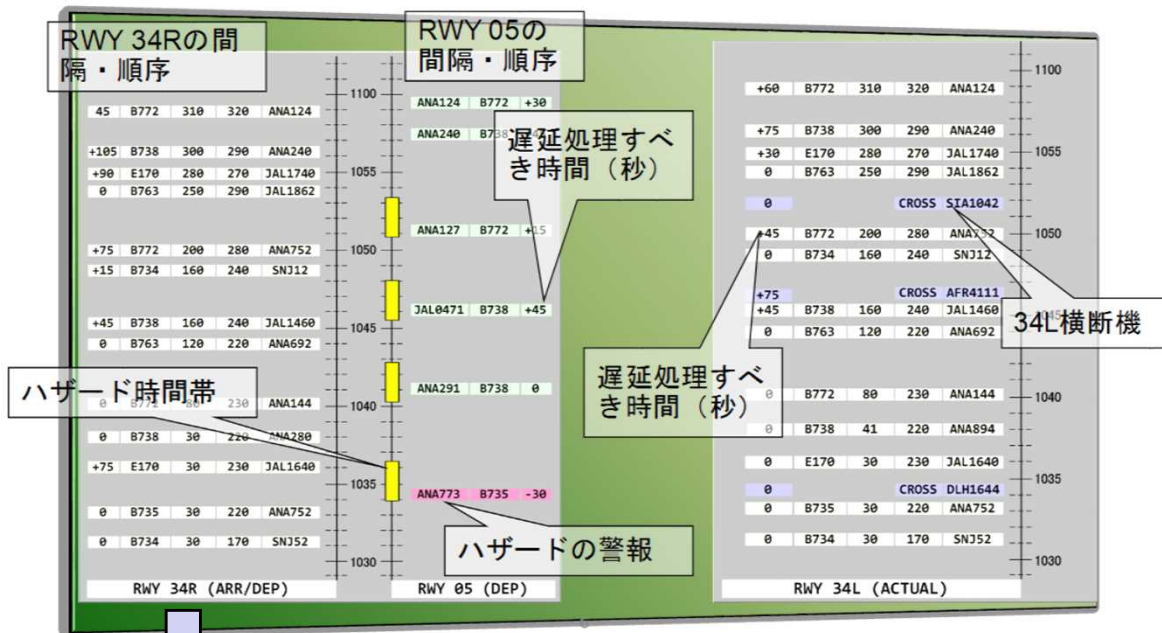 RWY 34Rの間
隔・順序
RWY 05の
間隔・順序
遅延処理すべ
き時間（秒）
遅延処理すべ
き時間（秒）
34L横断機
ハザード時間帯
ハザードの警報
45 B772 310 320 ANA124
+105 B738 300 290 ANA240
+90 E170 280 270 JAL1740
0 B763 250 290 JAL1862
+75 B772 200 280 ANA752
+15 B734 160 240 SNJ12
+45 B738 160 240 JAL1460
0 B763 120 220 ANA692
0 B772 80 230 ANA144
0 B738 30 220 ANA280
+75 E170 30 230 JAL1640
0 B735 30 220 ANA752
0 B734 30 170 SNJ52
RWY 34R (ARR/DEP)
1100
1055
1050
1045
1040
1035
1030
ANA124 B772 +30
ANA240 B738
ANA127 B772 +15
JAL0471 B738 +45
ANA291 B738 0
ANA773 B735 -30
RWY 05 (DEP)
+60 B772 310 320 ANA124
+75 B738 300 290 ANA240
+30 E170 280 270 JAL1740
0 B763 250 290 JAL1862
0 CROSS SIA1042
+45 B772 200 280 ANA752
0 B734 160 240 SNJ12
+75 CROSS AFR4111
+45 B738 160 240 JAL1460
0 B763 120 220 ANA692
0 B772 80 230 ANA144
0 B738 41 220 ANA894
0 E170 30 230 JAL1640
0 CROSS DLH1644
0 B735 30 220 ANA752
0 B734 30 170 SNJ52
RWY 34L (ACTUAL)
1100
1055
1050
1045
1040
1035
1030